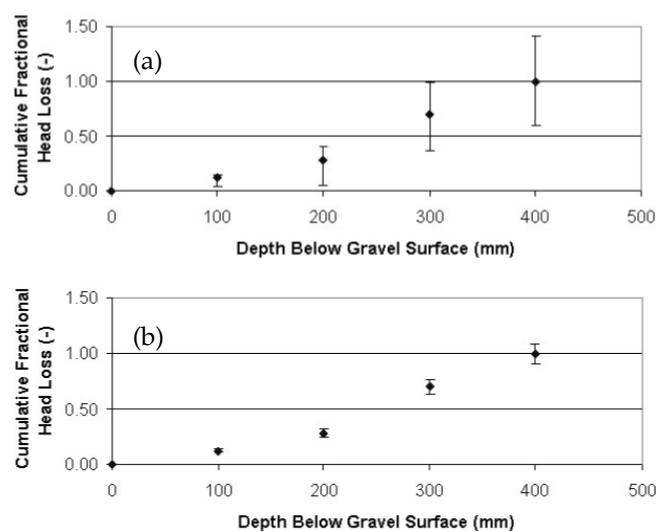 1.50
(a)
1.00
0.50
0.00
Cumulative Fractional
Head Loss (-)
0 100 200 300 400 500
Depth Below Gravel Surface (mm)
1.50
(b)
1.00
0.50
0.00
Cumulative Fractional
Head Loss (-)
0 100 200 300 400 500
Depth Below Gravel Surface (mm)